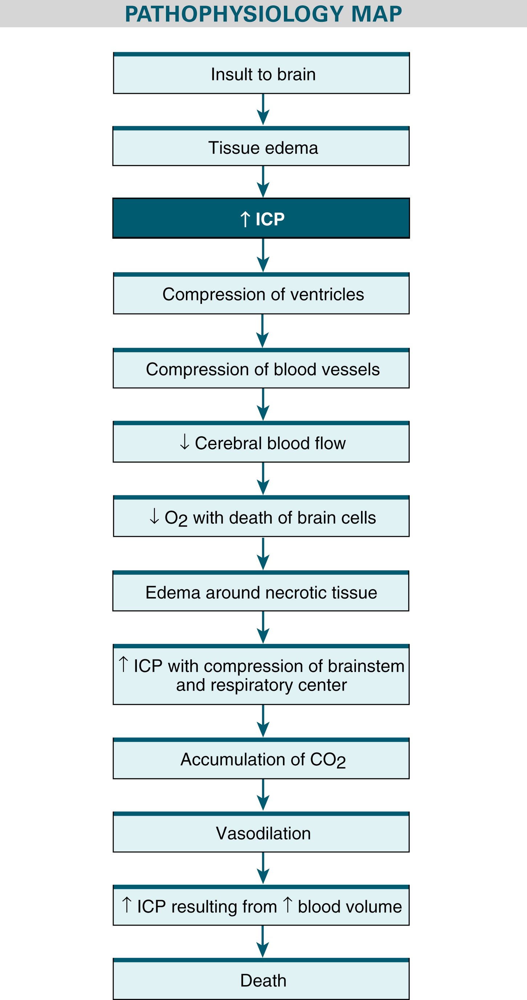 PATHOPHYSIOLOGY MAP
Insult to brain
Tissue edema
↑ ICP
Compression of ventricles
Compression of blood vessels
↓ Cerebral blood flow
↓ O₂ with death of brain cells
Edema around necrotic tissue
↑ ICP with compression of brainstem
and respiratory center
Accumulation of CO₂
Vasodilation
↑ ICP resulting from ↑ blood volume
Death